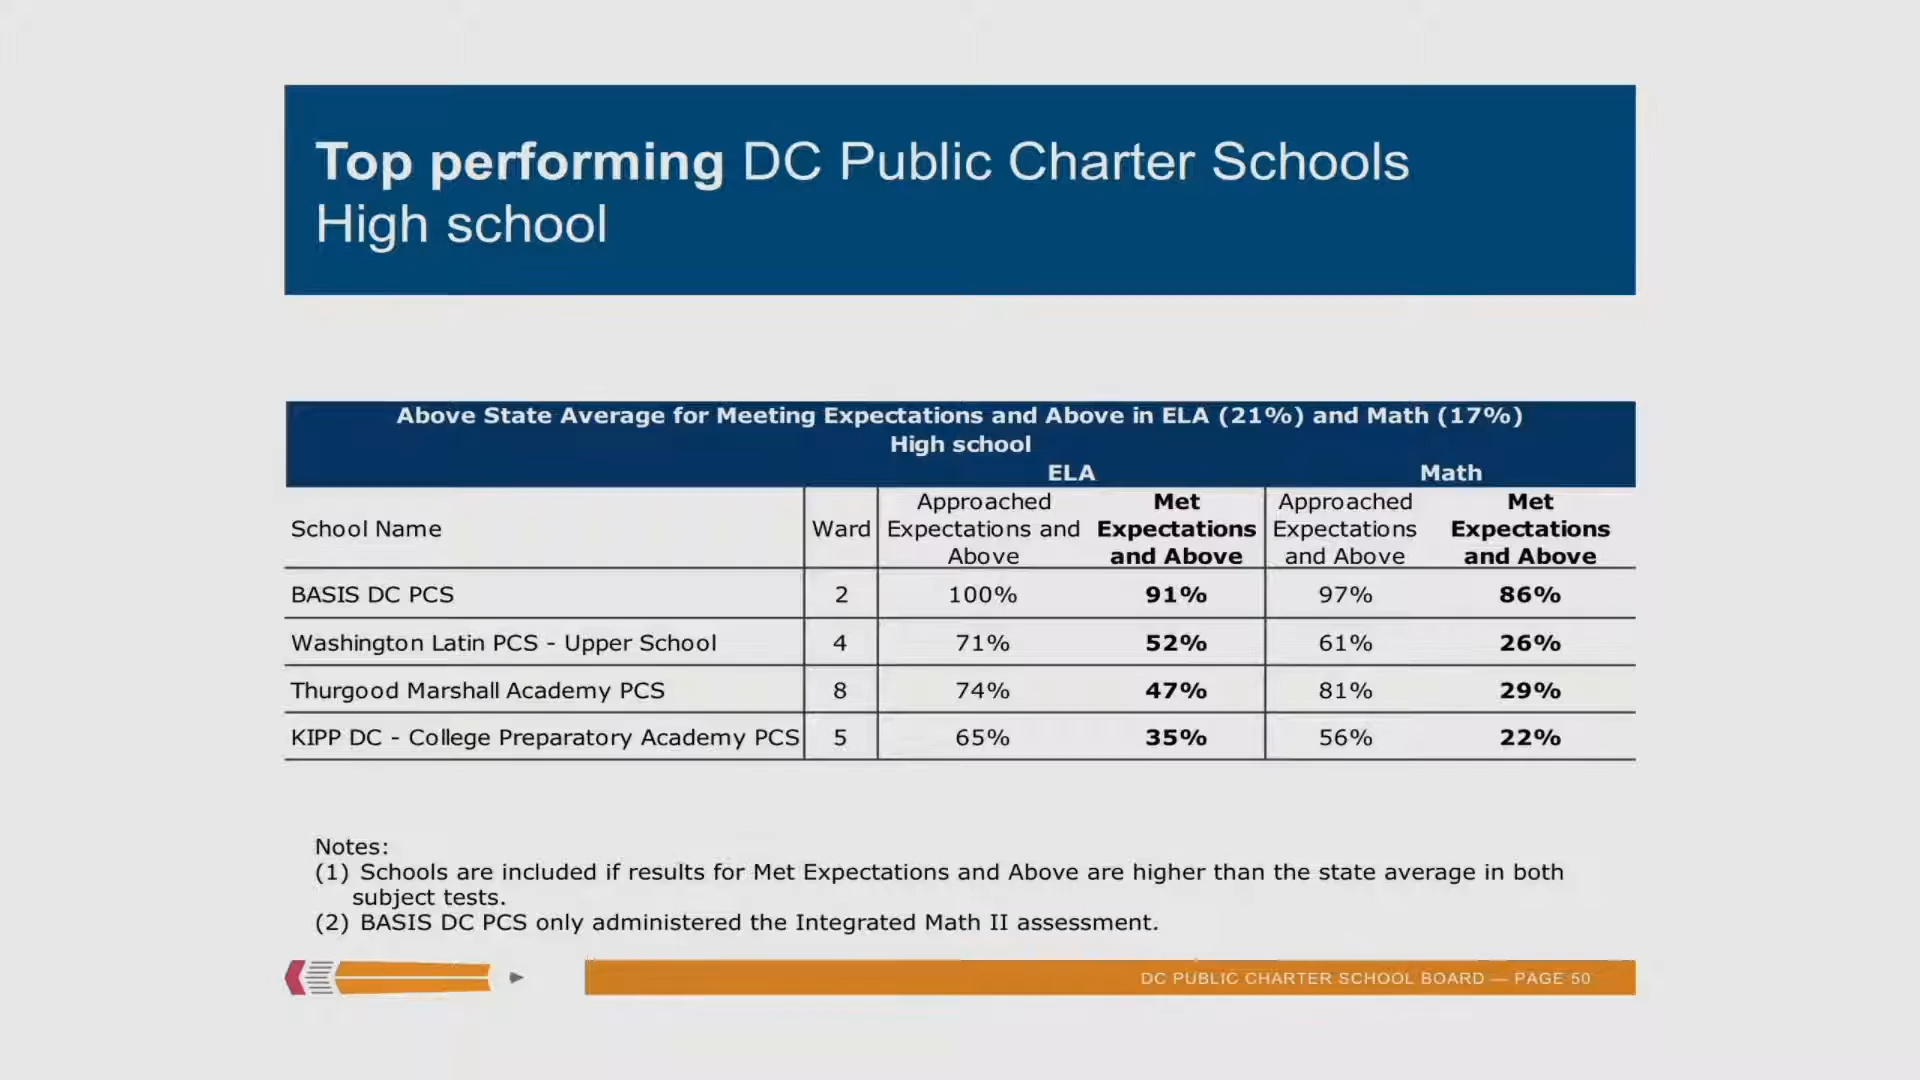 Top performing DC Public Charter Schools
High school
Above State Average for Meeting Expectations and Above in ELA (21%) and Math (17%)
High school
ELA Math
School Name Ward Approached Expectations and Above Met Expectations and Above Approached Expectations and Above Met Expectations and Above
BASIS DC PCS 2 100% 91% 97% 86%
Washington Latin PCS - Upper School 4 71% 52% 61% 26%
Thurgood Marshall Academy PCS 8 74% 47% 81% 29%
KIPP DC - College Preparatory Academy PCS 5 65% 35% 56% 22%
Notes:
(1) Schools are included if results for Met Expectations and Above are higher than the state average in both
subject tests.
(2) BASIS DC PCS only administered the Integrated Math II assessment.
DC PUBLIC CHARTER SCHOOL BOARD — PAGE 50